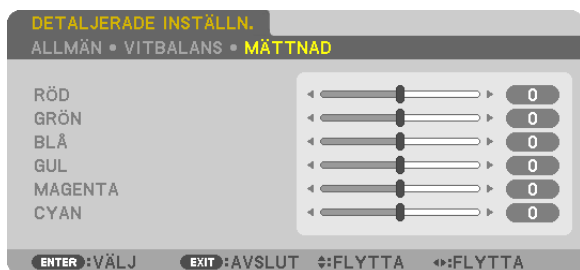 DETALJERADE INSTÄLLN.
ALLMÄN • VITBALANS • MÄTTNAD
RÖD 0
GRÖN 0
BLÅ 0
GUL 0
MAGENTA 0
CYAN 0
ENTER:VÄLJ EXIT:AVSLUT :FLYTTA :FLYTTA